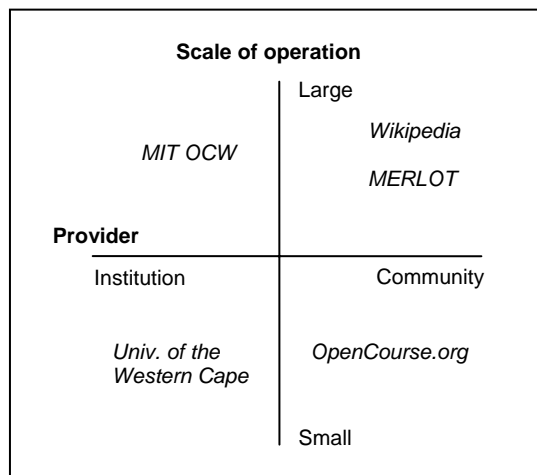 Scale of operation
Large
Wikipedia
MIT OCW
MERLOT
Provider
Institution
Community
Univ. of the
Western Cape
OpenCourse.org
Small